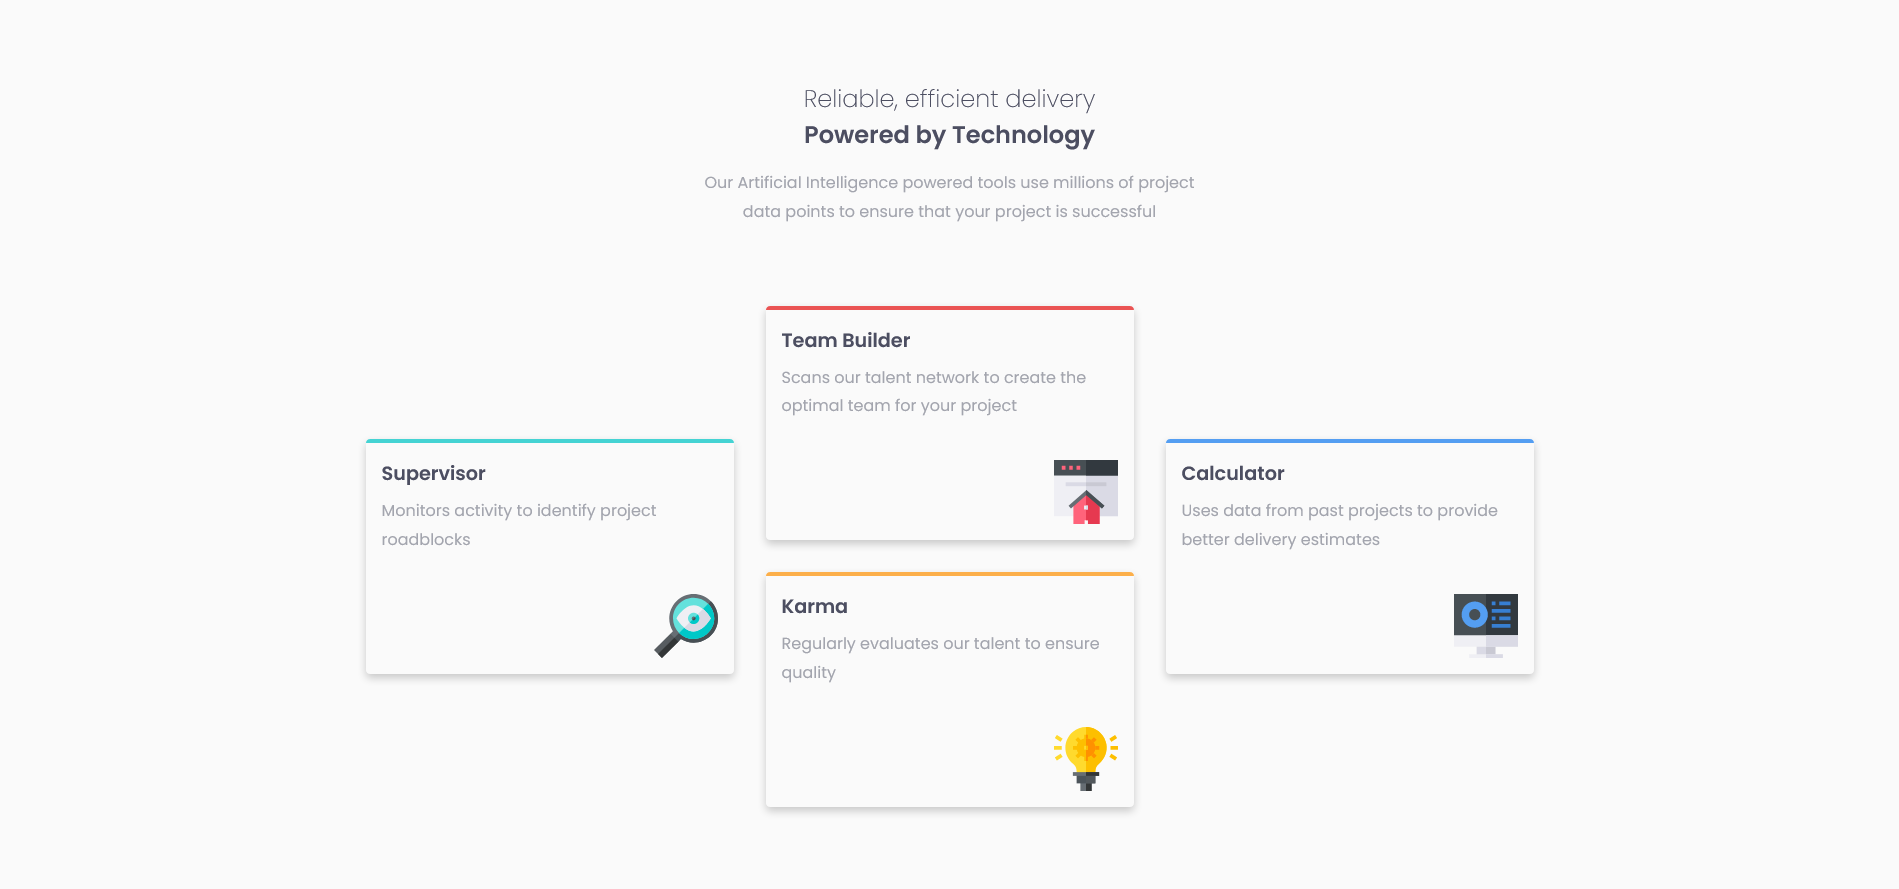 Reliable, efficient delivery
Powered by Technology
Our Artificial Intelligence powered tools use millions of project
data points to ensure that your project is successful
Team Builder
Scans our talent network to create the
optimal team for your project
Supervisor
Monitors activity to identify project
roadblocks
Calculator
Uses data from past projects to provide
better delivery estimates
Karma
Regularly evaluates our talent to ensure
quality